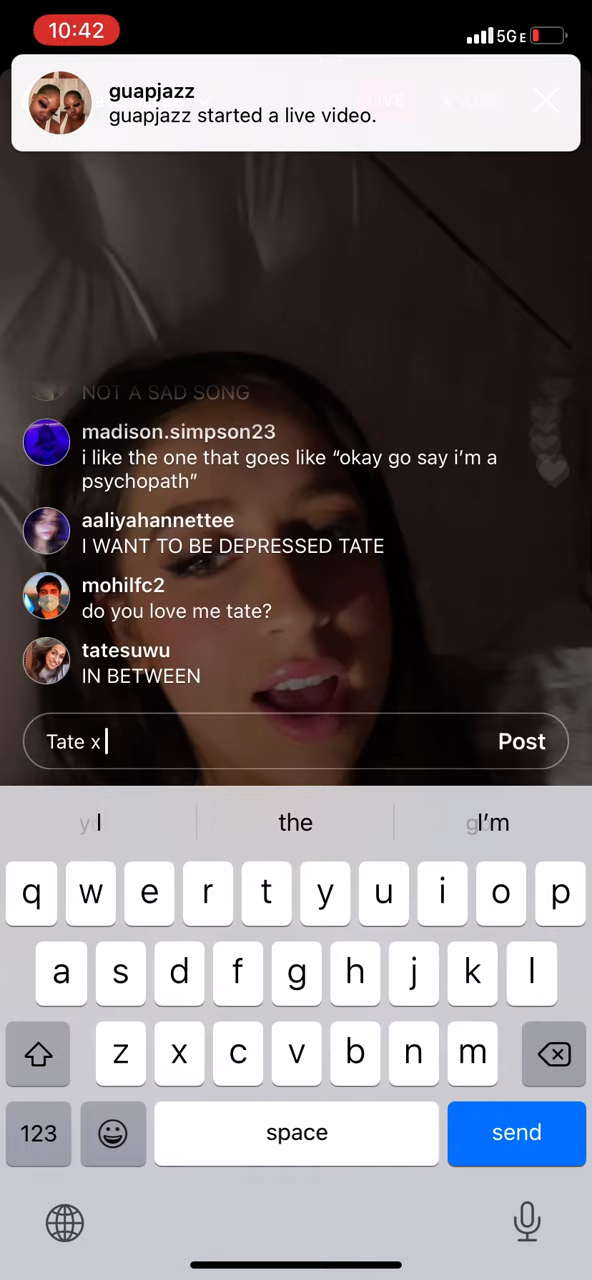 10:42
5GE
guapjazz
guapjazz started a live video.
LIVE
NOT A SAD SONG
madison.simpson23
i like the one that goes like “okay go say i’m a
psychopath”
aaliyahannettee
I WANT TO BE DEPRESSED TATE
mohilfc2
do you love me tate?
tatesuwu
IN BETWEEN
Tate x
Post
I
the
I’m
q w e r t y u i o p
a s d f g h j k l
z x c v b n m
123
space
send